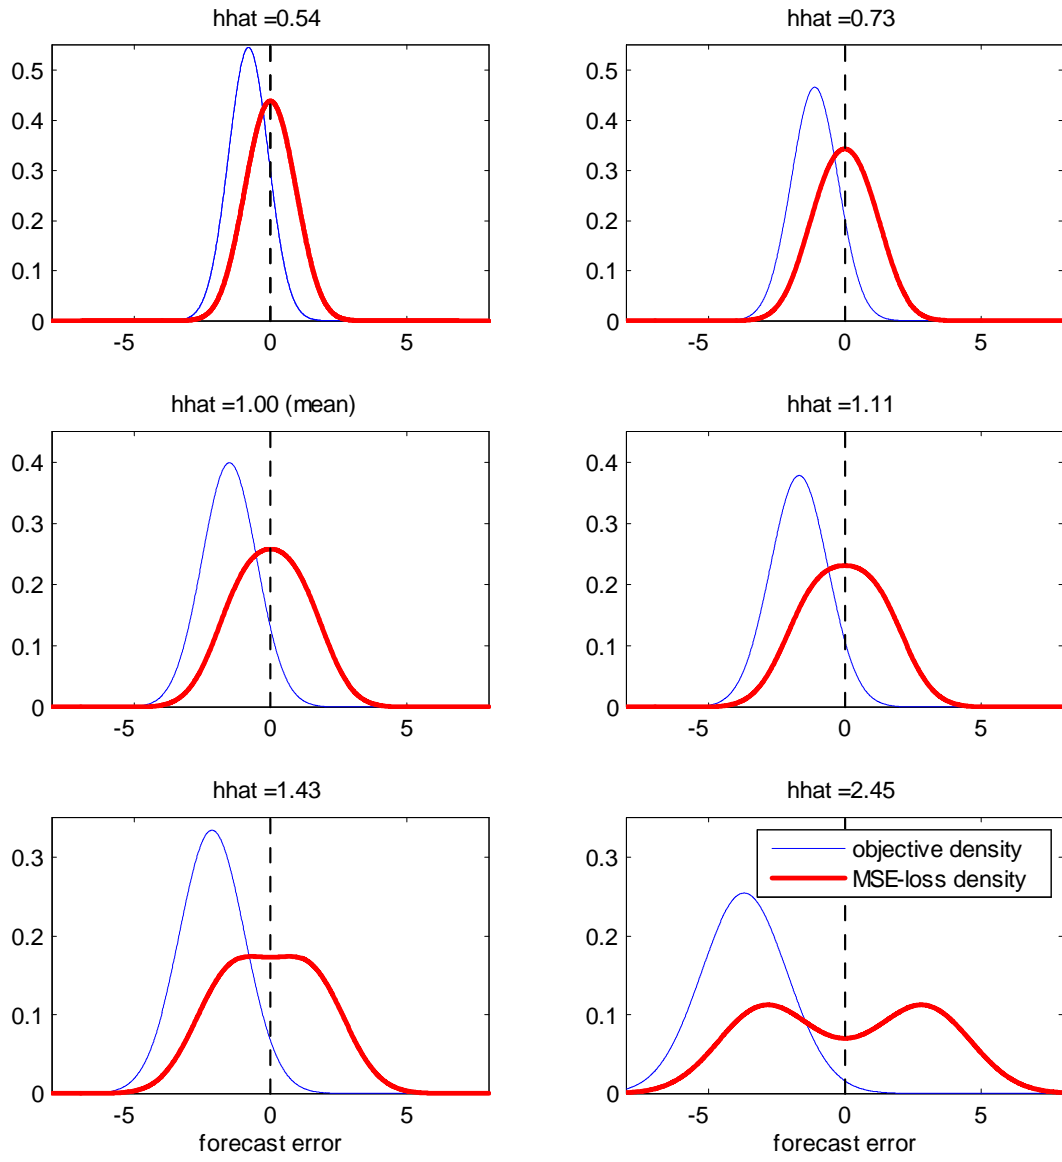 hhat =0.54
0.5
0.4
0.3
0.2
0.1
0
-5 0 5
hhat =0.73
0.5
0.4
0.3
0.2
0.1
0
-5 0 5
hhat =1.00 (mean)
0.4
0.3
0.2
0.1
0
-5 0 5
hhat =1.11
0.4
0.3
0.2
0.1
0
-5 0 5
hhat =1.43
0.3
0.2
0.1
0
-5 0 5
forecast error
hhat =2.45
objective density
MSE-loss density
0.3
0.2
0.1
0
-5 0 5
forecast error